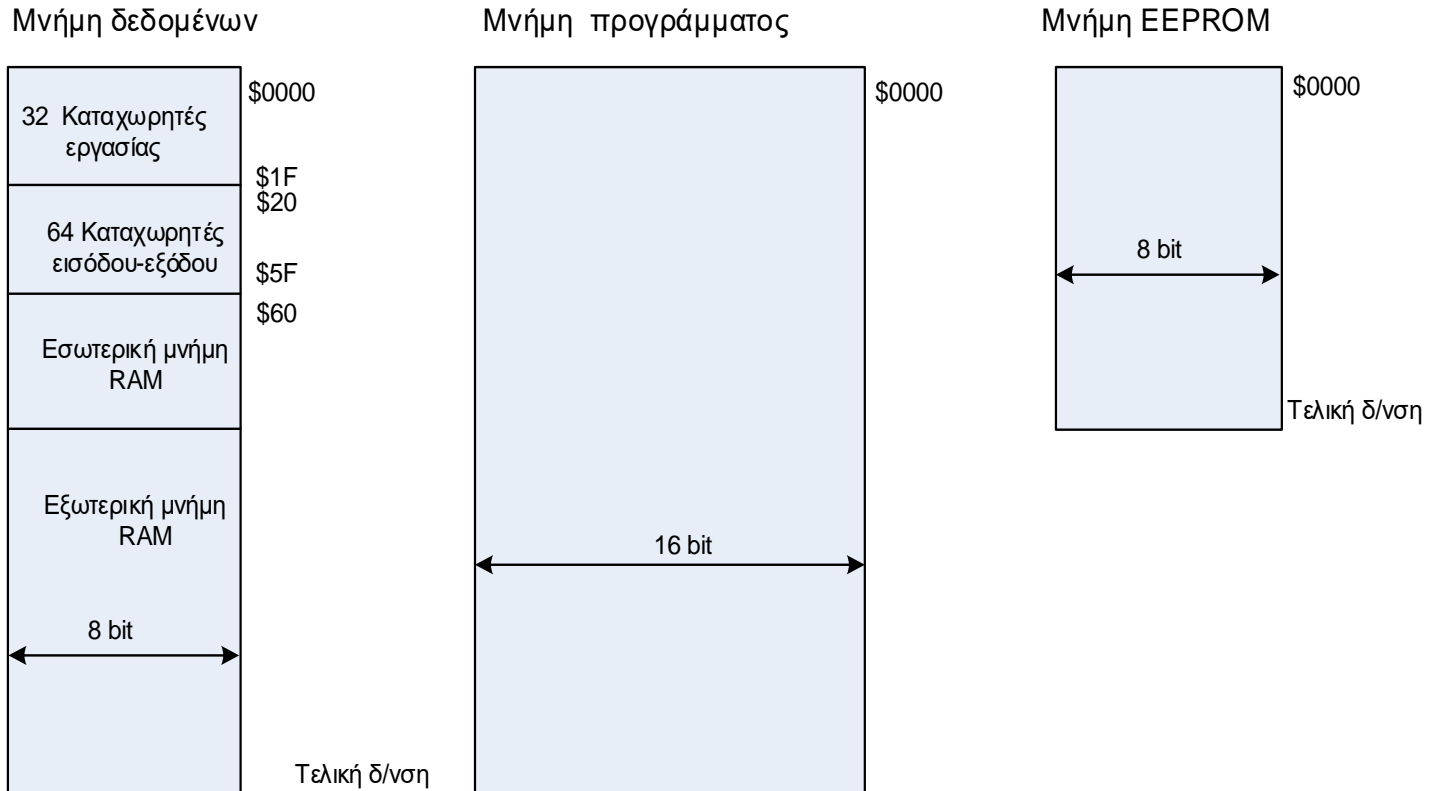 Μνήμη δεδομένων
$0000
32 Καταχωρητές
εργασίας
$1F
$20
64 Καταχωρητές
εισόδου-εξόδου
$5F
$60
Εσωτερική μνήμη
RAM
Εξωτερική μνήμη
RAM
8 bit
Τελική δ/νση
Μνήμη προγράμματος
$0000
16 bit
Μνήμη EEPROM
$0000
8 bit
Τελική δ/νση